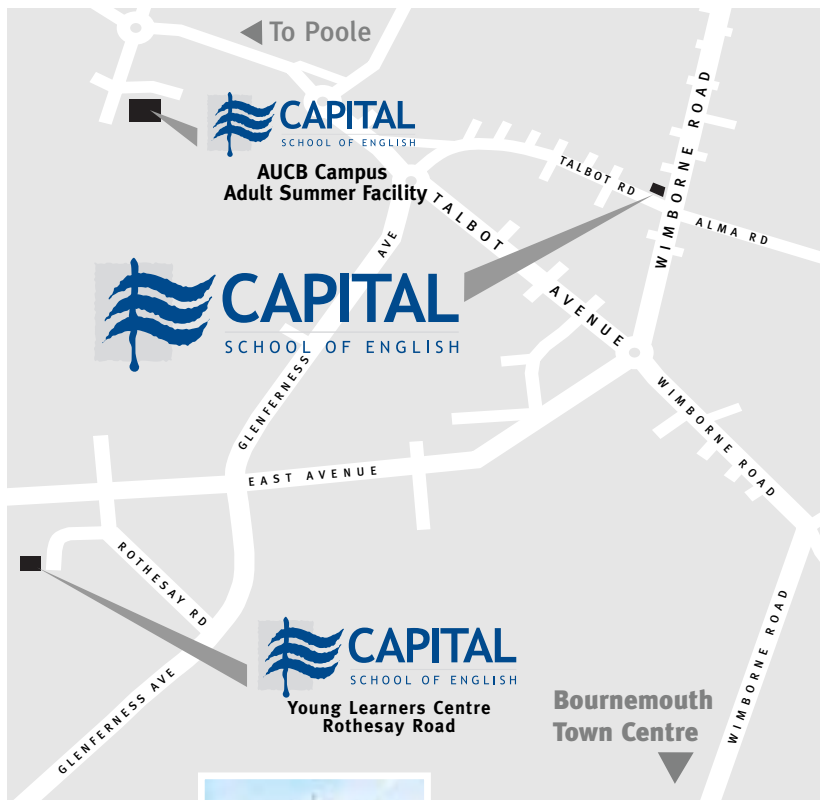 To Poole
CAPITAL
SCHOOL OF ENGLISH
AUCB Campus
Adult Summer Facility
WIMBORNE ROAD
TALBOT RD
ALMA RD
TALBOT AVENUE
GLENFERNESS AVE
CAPITAL
SCHOOL OF ENGLISH
WIMBORNE ROAD
EAST AVENUE
ROTHESAY RD
GLENFERNESS AVE
CAPITAL
SCHOOL OF ENGLISH
Young Learners Centre
Rothesay Road
WIMBORNE ROAD
Bournemouth
Town Centre